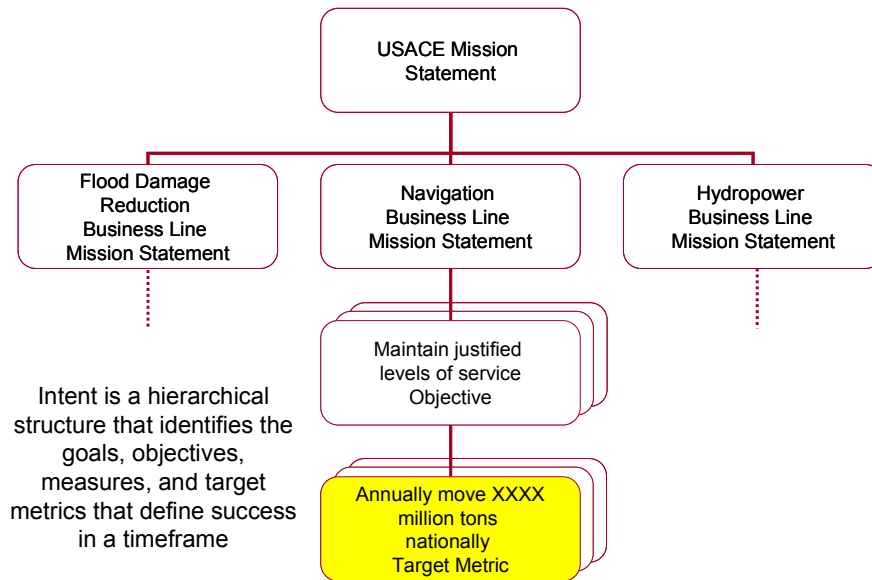 USACE Mission
Statement
Flood Damage
Reduction
Business Line
Mission Statement
Navigation
Business Line
Mission Statement
Hydropower
Business Line
Mission Statement
Maintain justified
levels of service
Objective
Intent is a hierarchical
structure that identifies the
goals, objectives,
measures, and target
metrics that define success
in a timeframe
Annually move XXXX
million tons
nationally
Target Metric